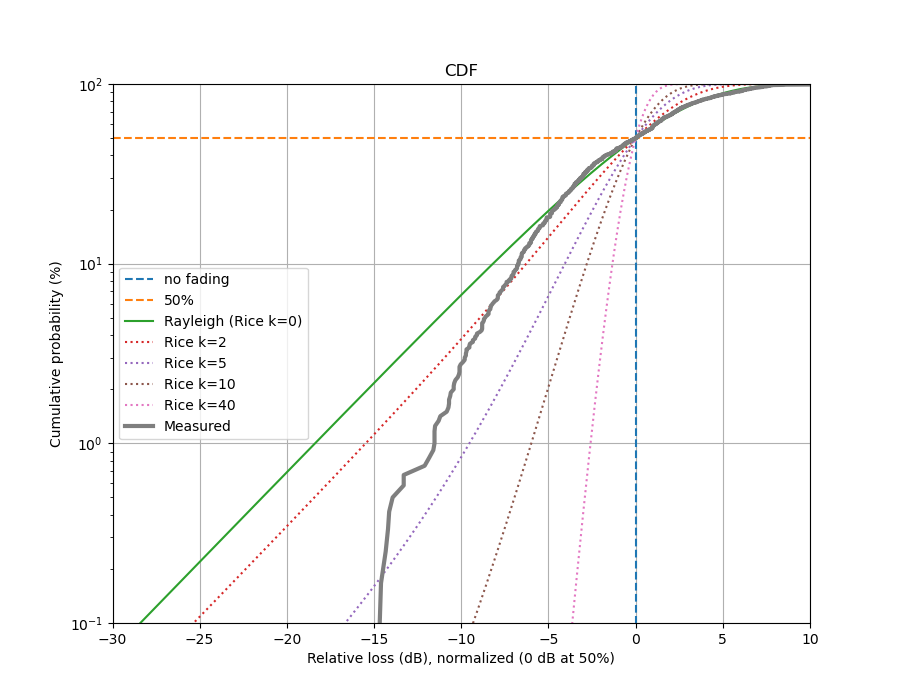 CDF
10²
10¹
10⁰
10⁻¹
Cumulative probability (%)
no fading
50%
Rayleigh (Rice k=0)
Rice k=2
Rice k=5
Rice k=10
Rice k=40
Measured
−30 −25 −20 −15 −10 −5 0 5 10
Relative loss (dB), normalized (0 dB at 50%)